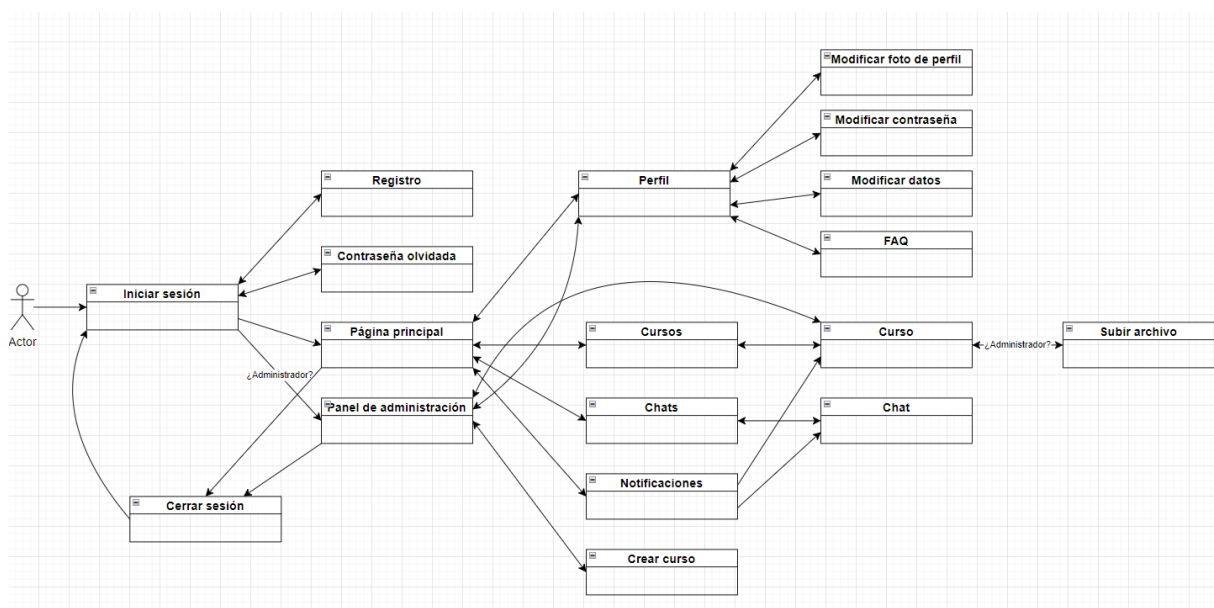 Modificar foto de perfil
Modificar contraseña
Registro
Perfil
Modificar datos
FAQ
Contraseña olvidada
Iniciar sesión
Actor
Página principal
Cursos
Curso
¿Administrador?
Subir archivo
¿Administrador?
Panel de administración
Chats
Chat
Notificaciones
Cerrar sesión
Crear curso